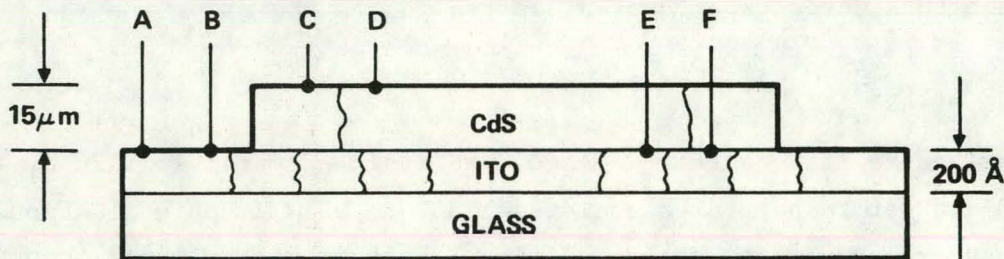 A B C D E F
15μm
CdS
ITO
200 Å
GLASS